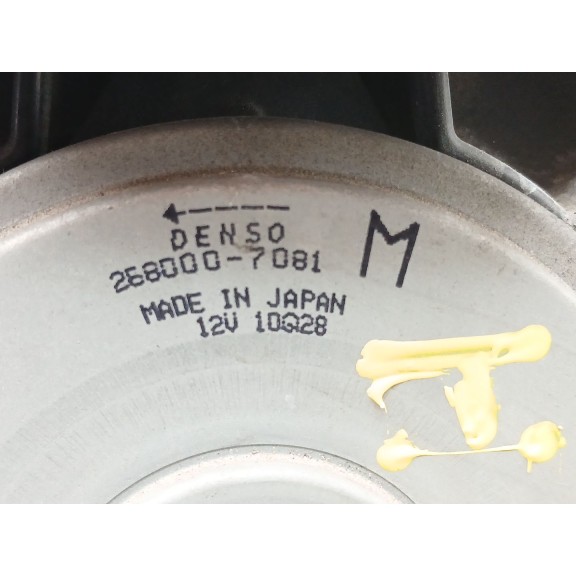 DENSO
268000-7081
M
MADE IN JAPAN
12V 10Q28